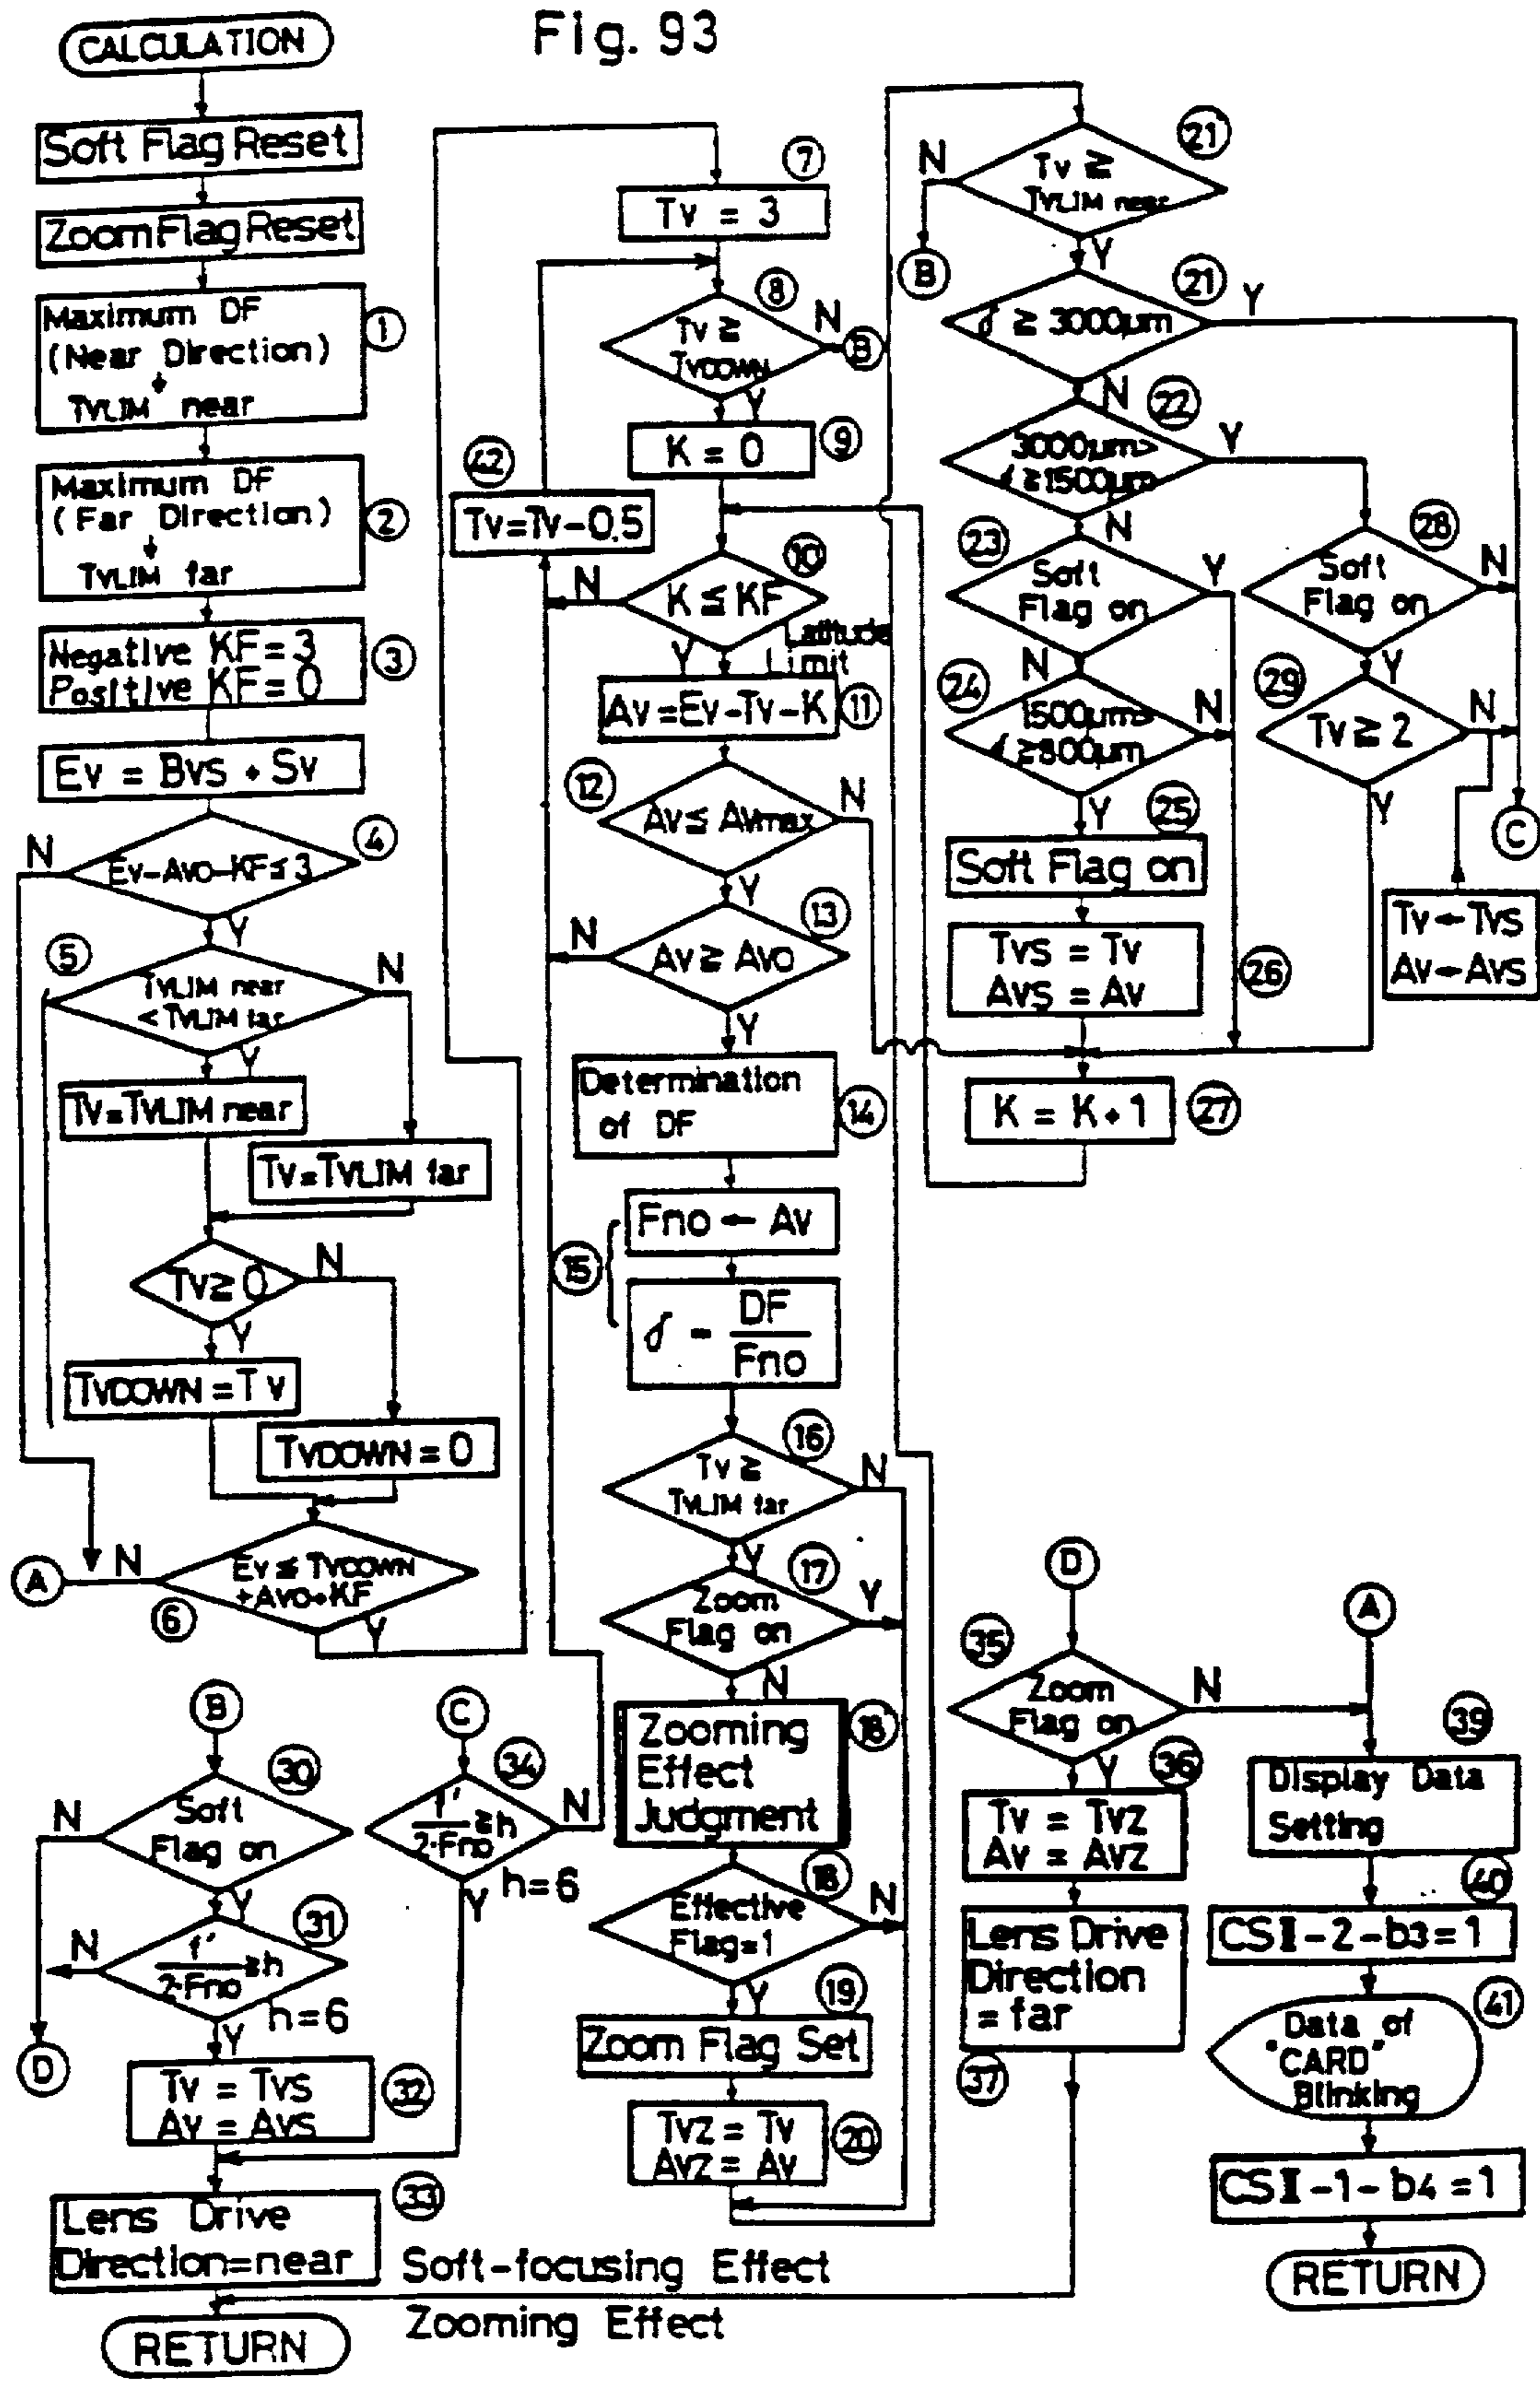 Fig. 93
CALCULATION
Soft Flag Reset
Zoom Flag Reset
Maximum DF
(Near Direction)
TVLIM near
①
Maximum DF
(Far Direction)
TVLIM far
②
Negative KF = 3
Positive KF = 0
③
Ev = Bvs + Sv
④
N
Ev-Avo-KF≤3
Y
⑤
TVLIM near
< TVLIM far
N
Y
Tv=TVLIM near
Tv=TVLIM far
Tv≥0
N
Y
TVDOWN = Tv
TVDOWN = 0
A
N
Ev ≤ TVDOWN
+Avo+KF
⑥
Y
⑦
Tv = 3
⑧
Tv ≥
TVDOWN
N
B
Y
K = 0
⑨
㊷
Tv=Tv-0.5
⑩
N
K ≤ KF
Latitude
Limit
Y
Av=Ev-Tv-K
⑪
⑫
Av ≤ AVmax
N
Y
⑬
N
Av ≥ Avo
Y
Determination
of DF
⑭
Fno ← Av
⑮
δ = DF
Fno
⑯
Tv ≥
TVLIM far
N
Y
⑰
Zoom
Flag on
Y
N
Zooming
Effect
Judgment
⑱
⑱
Effective
Flag=1
N
Y
⑲
Zoom Flag Set
Tvz = Tv
Avz = Av
⑳
㉑
N
Tv ≥
TVLIM near
Y
B
㉑
δ ≥ 3000μm
Y
N
㉒
3000μm>
δ ≥1500μm
Y
N
㉓
Soft
Flag on
Y
N
㉔
1500μm>
δ ≥800μm
N
Y
㉕
Soft Flag on
Tvs = Tv
Avs = Av
㉖
K = K + 1
㉗
㉘
Soft
Flag on
N
Y
㉙
Tv ≥ 2
N
Y
C
Tv ← Tvs
Av ← Avs
B
㉚
N
Soft
Flag on
Y
㉛
N
f'
2·Fno ≥h
h=6
Y
D
Tv = Tvs
Av = Avs
㉜
Lens Drive
Direction=near
㉝
RETURN
C
㉞
f'
2·Fno ≥h
N
h=6
Y
Soft-focusing Effect
Zooming Effect
D
㉟
Zoom
Flag on
N
Y
㊱
Tv = Tvz
Av = Avz
Lens Drive
Direction
= far
㊲
A
㊴
Display Data
Setting
㊵
CSⅡ-2-b3=1
㊶
Data of
"CARD"
Blinking
CSⅡ-1-b4=1
RETURN